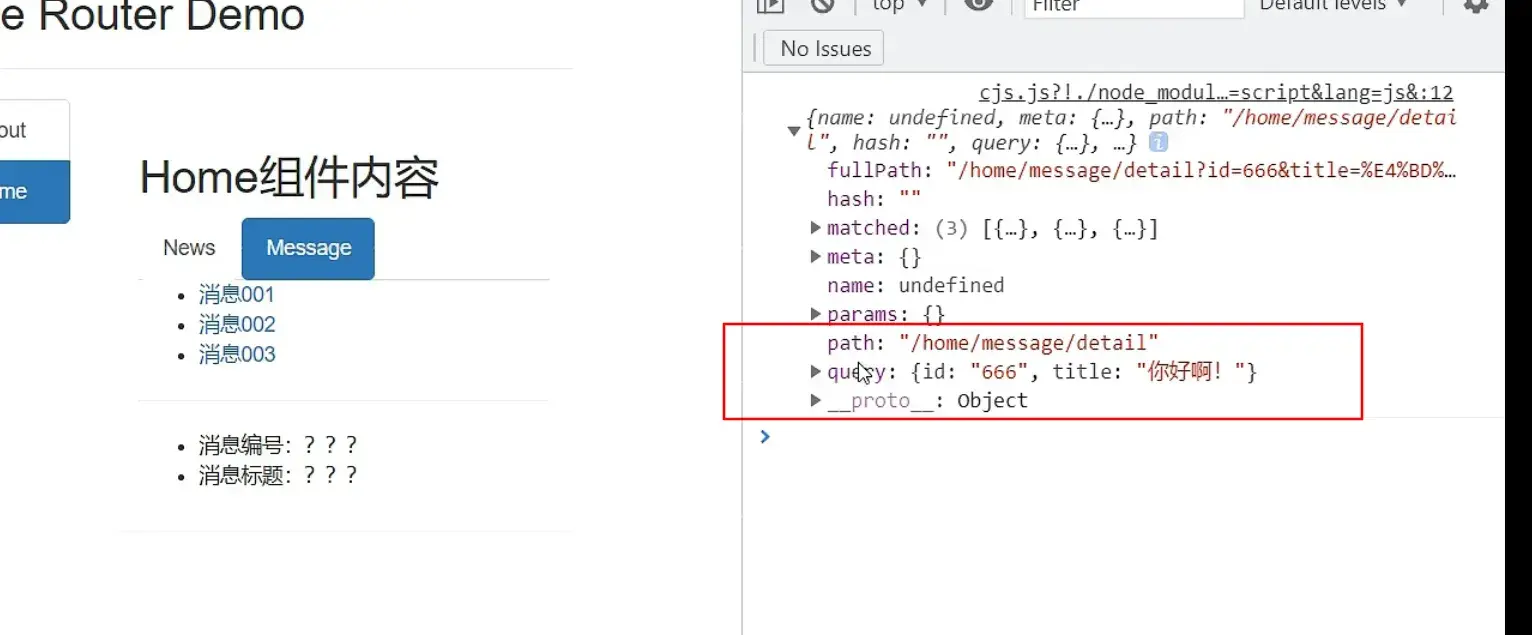 e Router Demo
out
me
Home组件内容
News
Message
消息001
消息002
消息003
消息编号：？？？
消息标题：？？？
top ▼
Filter
Default levels ▼
No Issues
cjs.js?!./node_modul…=script&lang=js&:12
{name: undefined, meta: {…}, path: "/home/message/detai
l", hash: "", query: {…}, …}
fullPath: "/home/message/detail?id=666&title=%E4%BD%…
hash: ""
matched: (3) [{…}, {…}, {…}]
meta: {}
name: undefined
params: {}
path: "/home/message/detail"
query: {id: "666", title: "你好啊！"}
__proto__: Object